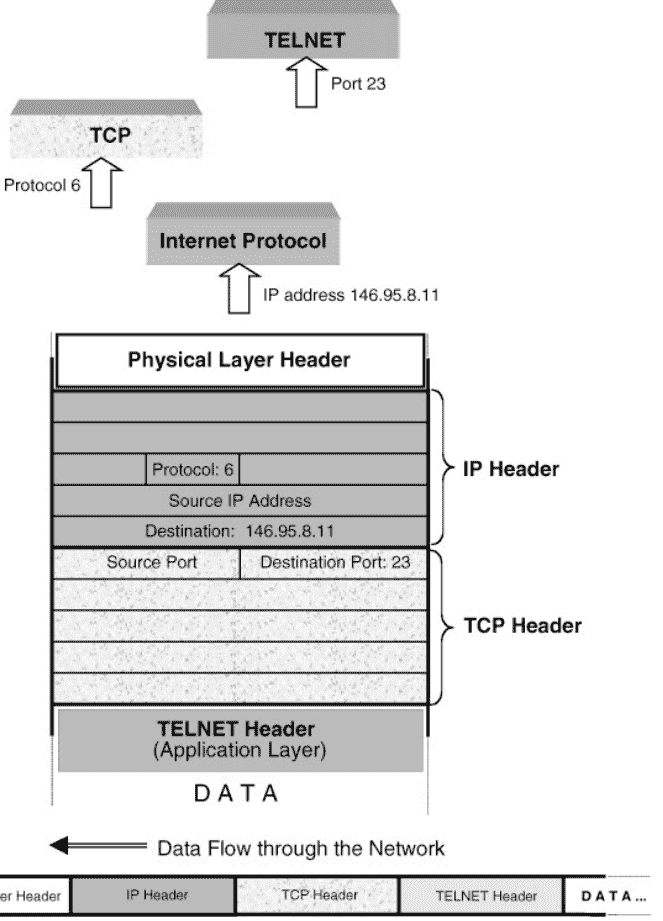 TELNET
Port 23
TCP
Protocol 6
Internet Protocol
IP address 146.95.8.11
Physical Layer Header
Protocol: 6
IP Header
Source IP Address
Destination: 146.95.8.11
Source Port
Destination Port: 23
TCP Header
TELNET Header
(Application Layer)
D A T A
Data Flow through the Network
er Header
IP Header
TCP Header
TELNET Header
D A T A ...